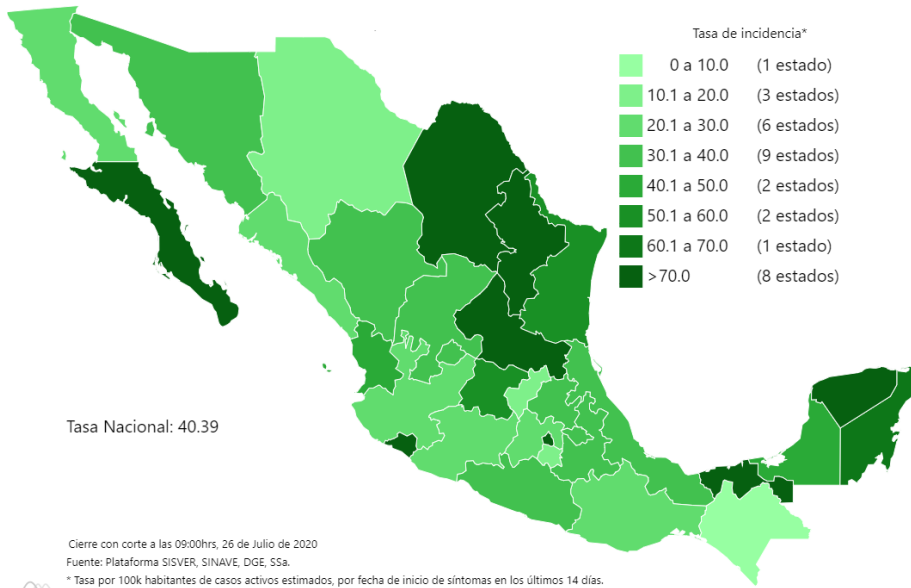 Tasa de incidencia*
0 a 10.0 (1 estado)
10.1 a 20.0 (3 estados)
20.1 a 30.0 (6 estados)
30.1 a 40.0 (9 estados)
40.1 a 50.0 (2 estados)
50.1 a 60.0 (2 estados)
60.1 a 70.0 (1 estado)
>70.0 (8 estados)
Tasa Nacional: 40.39
Cierre con corte a las 09:00hrs, 26 de Julio de 2020
Fuente: Plataforma SISVER, SINAVE, DGE, SSa.
* Tasa por 100k habitantes de casos activos estimados, por fecha de inicio de síntomas en los últimos 14 días.